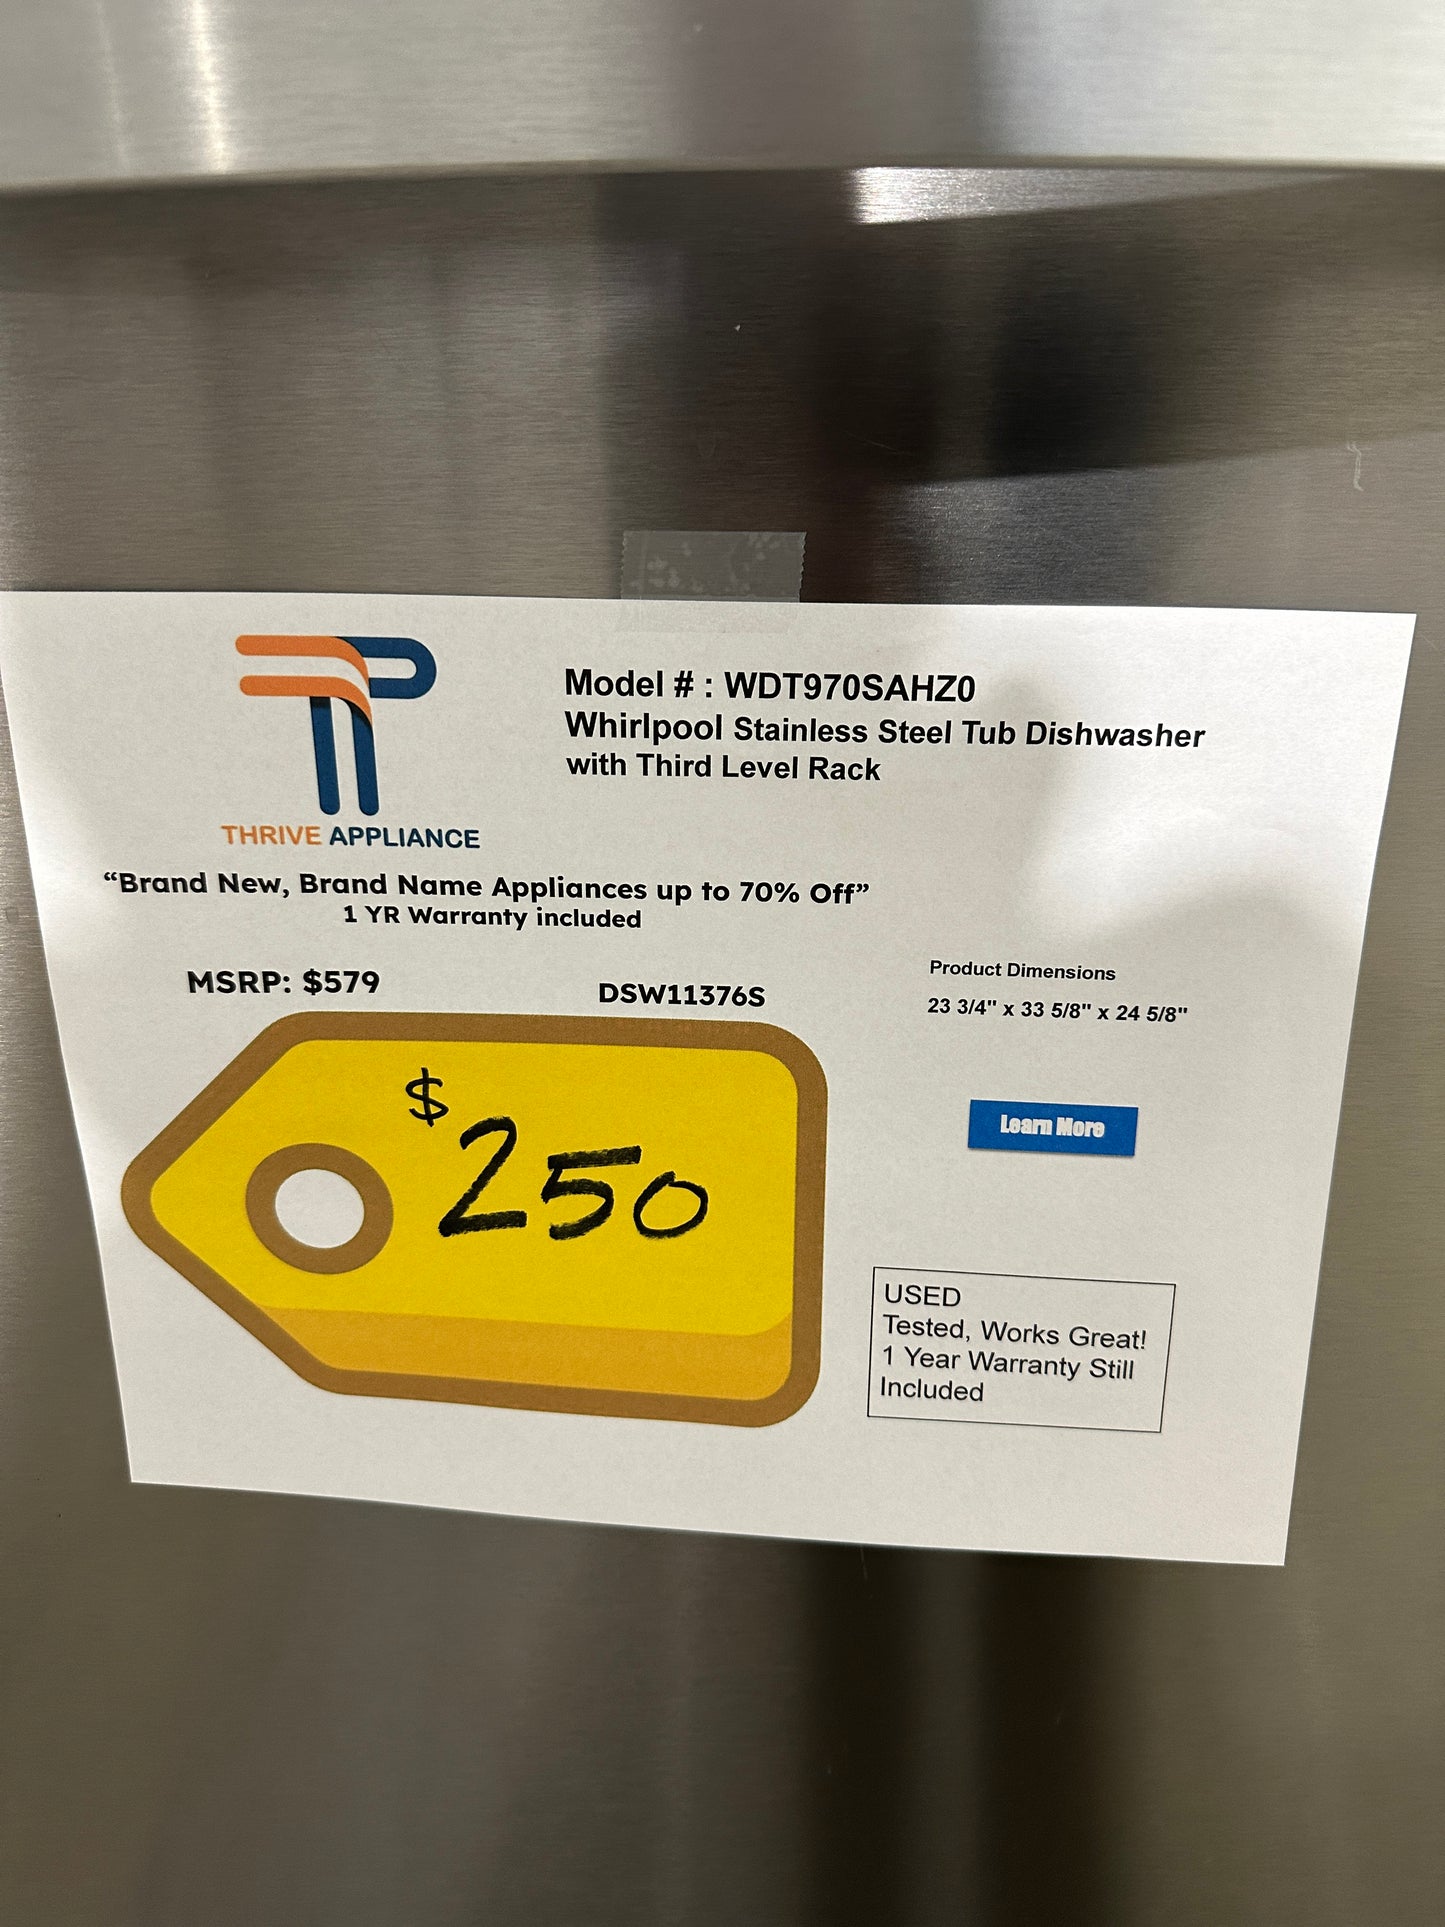 Model # : WDT970SAHZ0
Whirlpool Stainless Steel Tub Dishwasher
with Third Level Rack
THRIVE APPLIANCE
“Brand New, Brand Name Appliances up to 70% Off”
1 YR Warranty included
MSRP: $579
DSW11376S
Product Dimensions
23 3/4" x 33 5/8" x 24 5/8"
$250
Learn More
USED
Tested, Works Great!
1 Year Warranty Still
Included